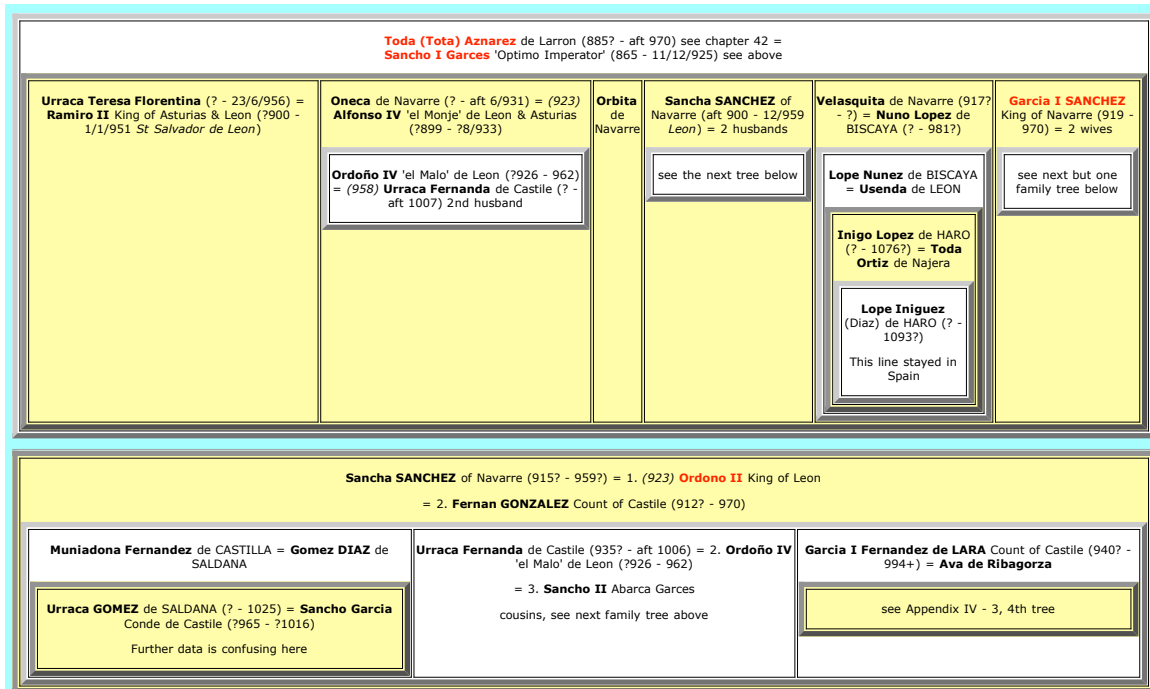 Toda (Tota) Aznarez de Larron (885? - aft 970) see chapter 42 =
Sancho I Garces 'Optimo Imperator' (865 - 11/12/925) see above
Urraca Teresa Florentina (? - 23/6/956) =
Ramiro II King of Asturias & Leon (?900 -
1/1/951 St Salvador de Leon)
Oneca de Navarre (? - aft 6/931) = (923)
Alfonso IV 'el Monje' de Leon & Asturias
(?899 - ?8/933)
Ordoño IV 'el Malo' de Leon (?926 - 962)
= (958) Urraca Fernanda de Castile (? -
aft 1007) 2nd husband
Orbita
de
Navarre
Sancha SANCHEZ of
Navarre (aft 900 - 12/959
Leon) = 2 husbands
see the next tree below
Velasquita de Navarre (917?
- ?) = Nuno Lopez de
BISCAYA (? - 981?)
Lope Nunez de BISCAYA
= Usenda de LEON
Inigo Lopez de HARO
(? - 1076?) = Toda
Ortiz de Najera
Lope Iniguez
(Diaz) de HARO (? -
1093?)
This line stayed in
Spain
Garcia I SANCHEZ
King of Navarre (919 -
970) = 2 wives
see next but one
family tree below
Sancha SANCHEZ of Navarre (915? - 959?) = 1. (923) Ordono II King of Leon
= 2. Fernan GONZALEZ Count of Castile (912? - 970)
Muniadona Fernandez de CASTILLA = Gomez DIAZ de
SALDANA
Urraca GOMEZ de SALDANA (? - 1025) = Sancho Garcia
Conde de Castile (?965 - ?1016)
Further data is confusing here
Urraca Fernanda de Castile (935? - aft 1006) = 2. Ordoño IV
'el Malo' de Leon (?926 - 962)
= 3. Sancho II Abarca Garces
cousins, see next family tree above
Garcia I Fernandez de LARA Count of Castile (940? -
994+) = Ava de Ribagorza
see Appendix IV - 3, 4th tree